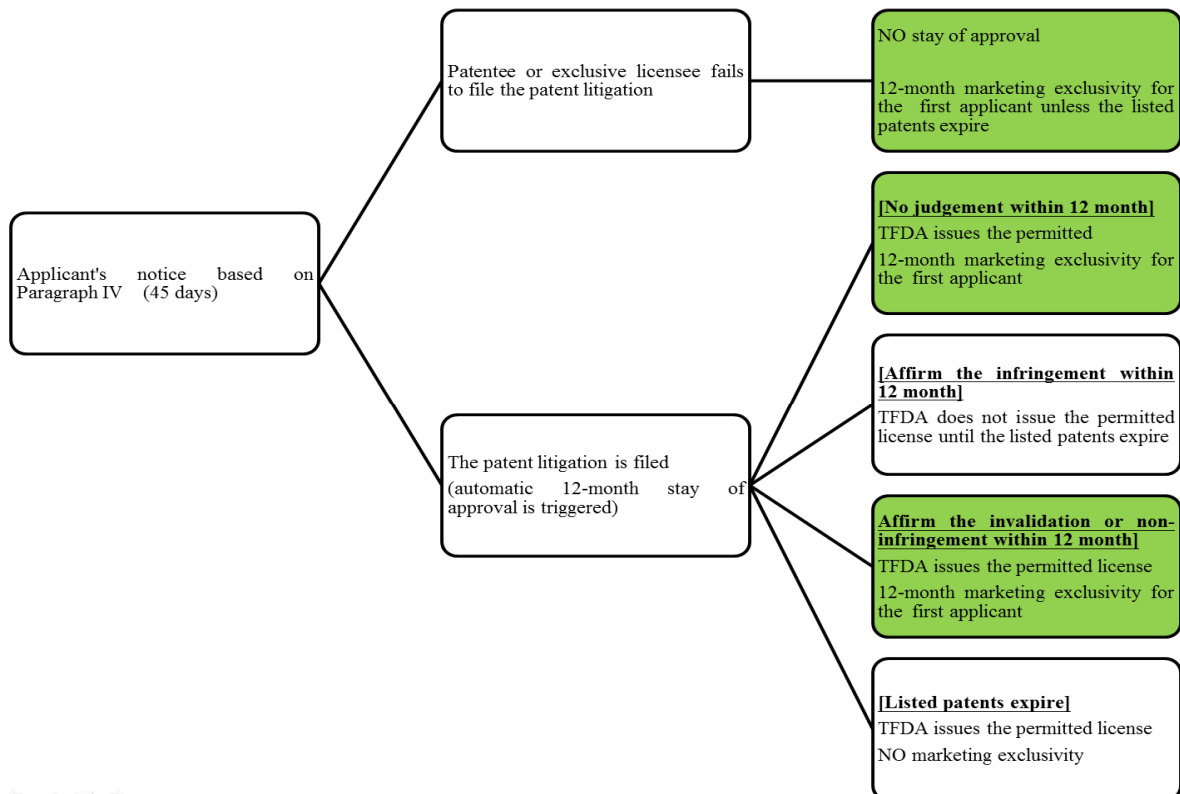 Applicant's notice based on
Paragraph IV (45 days)
Patentee or exclusive licensee fails
to file the patent litigation
NO stay of approval
12-month marketing exclusivity for
the first applicant unless the listed
patents expire
The patent litigation is filed
(automatic 12-month stay of
approval is triggered)
[No judgement within 12 month]
TFDA issues the permitted
12-month marketing exclusivity for
the first applicant
[Affirm the infringement within
12 month]
TFDA does not issue the permitted
license until the listed patents expire
Affirm the invalidation or non-
infringement within 12 month]
TFDA issues the permitted license
12-month marketing exclusivity for
the first applicant
[Listed patents expire]
TFDA issues the permitted license
NO marketing exclusivity